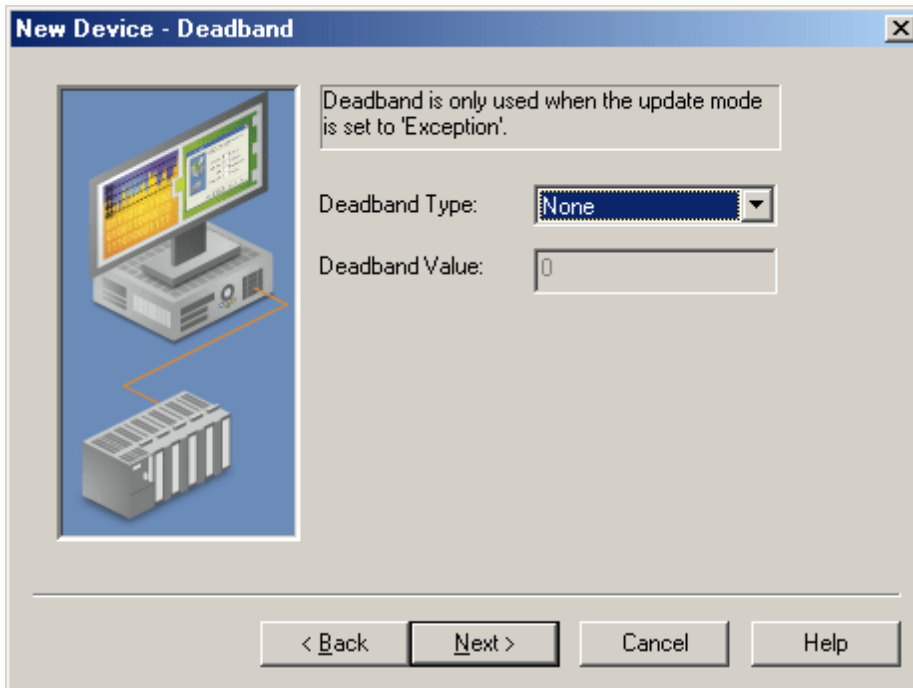 New Device - Deadband
Deadband is only used when the update mode
is set to 'Exception'.
Deadband Type:
None
Deadband Value:
0
< Back
Next >
Cancel
Help